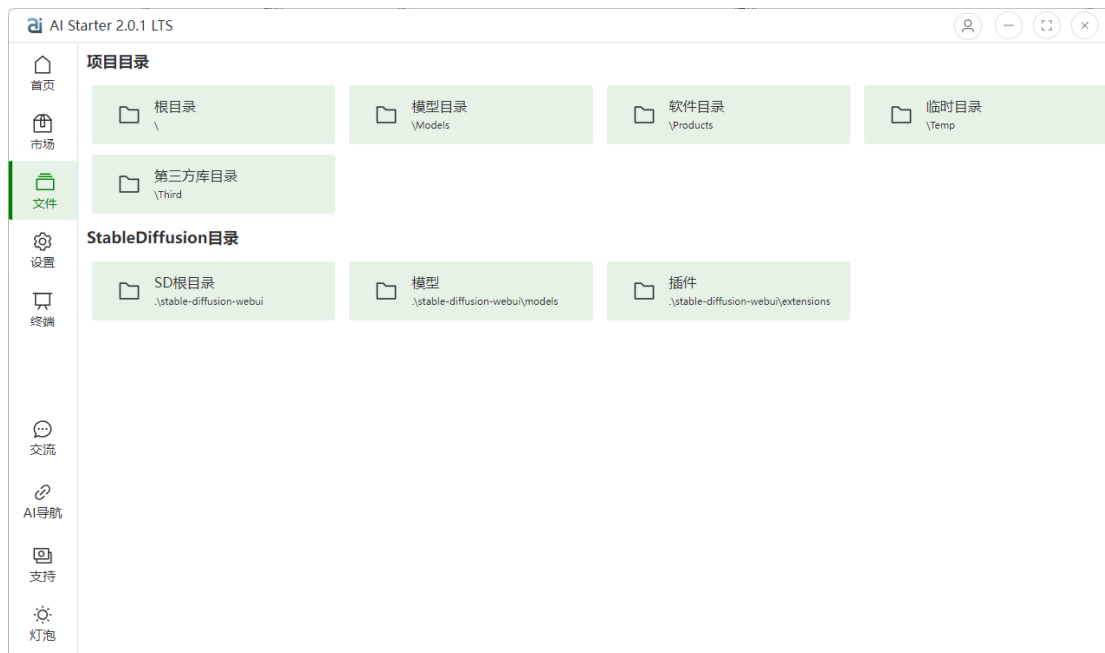 AI Starter 2.0.1 LTS
首页
市场
文件
设置
终端
交流
AI导航
支持
灯泡
项目目录
根目录
\
模型目录
\Models
软件目录
\Products
临时目录
\Temp
第三方库目录
\Third
StableDiffusion目录
SD根目录
.\stable-diffusion-webui
模型
.\stable-diffusion-webui\models
插件
.\stable-diffusion-webui\extensions